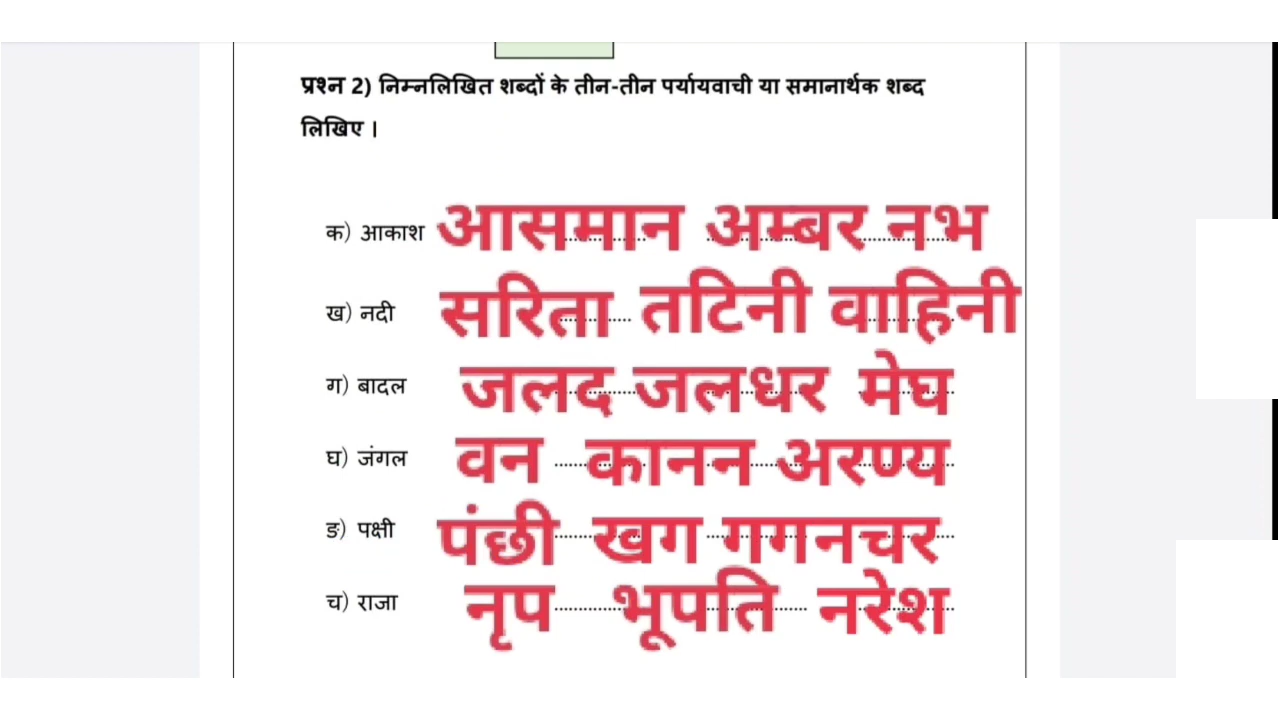 प्रश्न 2) निम्नलिखित शब्दों के तीन-तीन पर्यायवाची या समानार्थक शब्द
लिखिए ।
क) आकाश आसमान अम्बर नभ
ख) नदी सरिता तटिनी वाहिनी
ग) बादल जलद जलधर मेघ
घ) जंगल वन कानन अरण्य
ङ) पक्षी पंछी खग गगनचर
च) राजा नृप भूपति नरेश